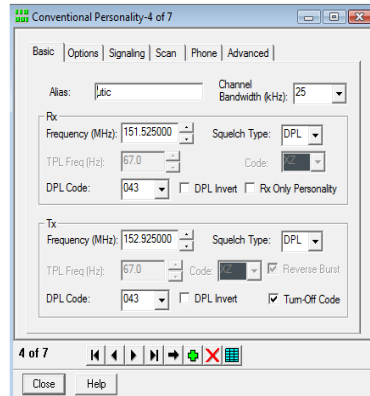 Conventional Personality-4 of 7
Basic Options Signaling Scan Phone Advanced
Alias: utic Channel Bandwidth (kHz): 25
Rx
Frequency (MHz): 151.525000 Squelch Type: DPL
TPL Freq (Hz): 67.0 Code: XZ
DPL Code: 043 DPL Invert Rx Only Personality
Tx
Frequency (MHz): 152.925000 Squelch Type: DPL
TPL Freq (Hz): 67.0 Code: XZ Reverse Burst
DPL Code: 043 DPL Invert Turn-Off Code
4 of 7
Close Help